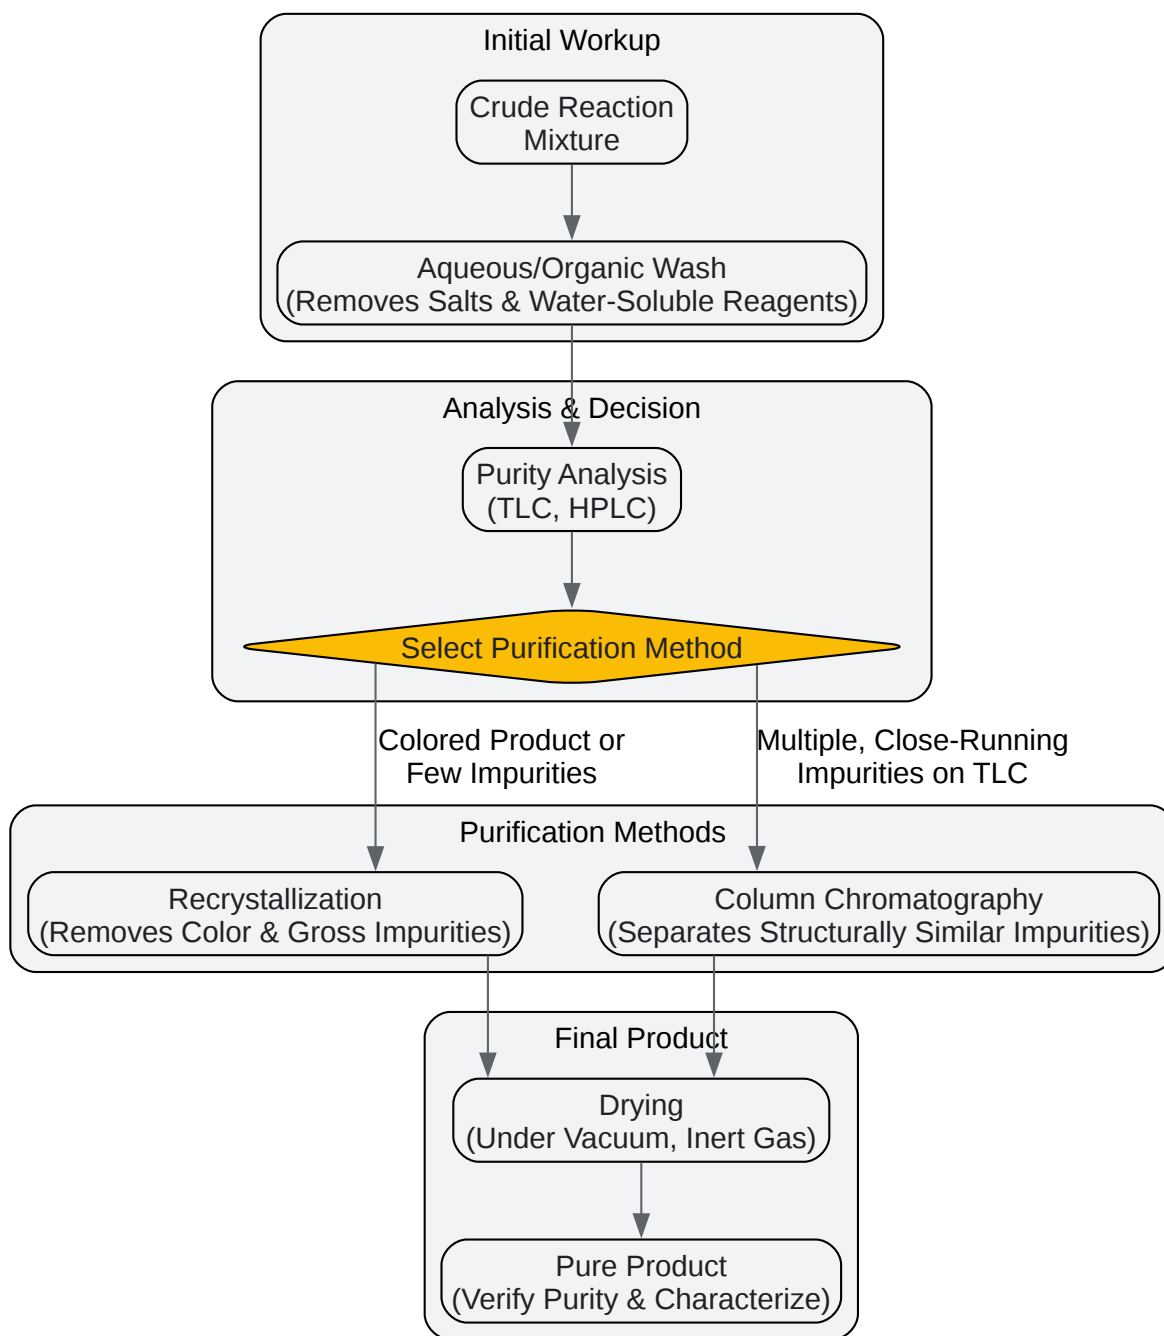 Initial Workup
Crude Reaction
Mixture
Aqueous/Organic Wash
(Removes Salts & Water-Soluble Reagents)
Analysis & Decision
Purity Analysis
(TLC, HPLC)
Select Purification Method
Colored Product or
Few Impurities
Multiple, Close-Running
Impurities on TLC
Purification Methods
Recrystallization
(Removes Color & Gross Impurities)
Column Chromatography
(Separates Structurally Similar Impurities)
Final Product
Drying
(Under Vacuum, Inert Gas)
Pure Product
(Verify Purity & Characterize)